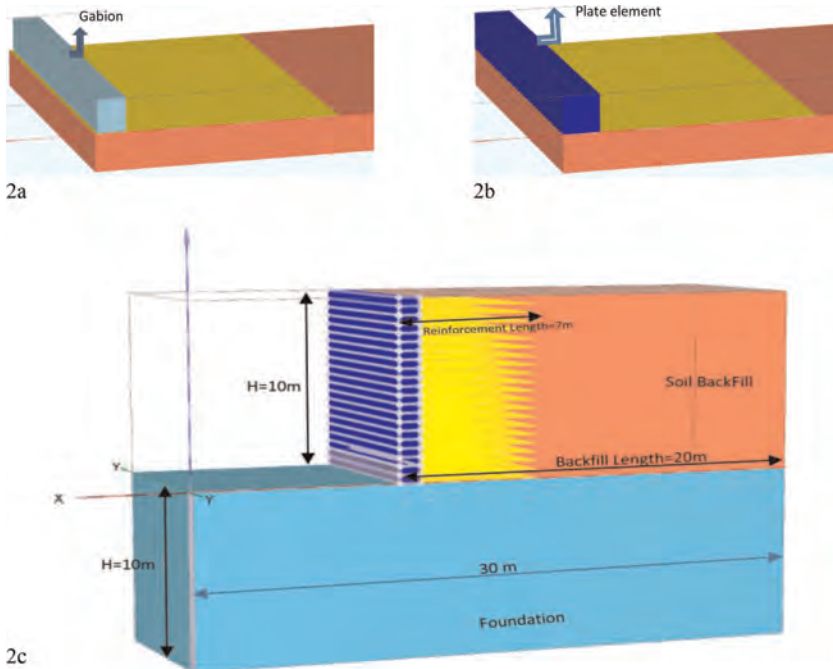 Gabion
Plate element
2a
2b
Reinforcement Length=7m
H=10m
Soil BackFill
Backfill Length=20m
Y
X
Y
H=10m
30 m
Foundation
2c